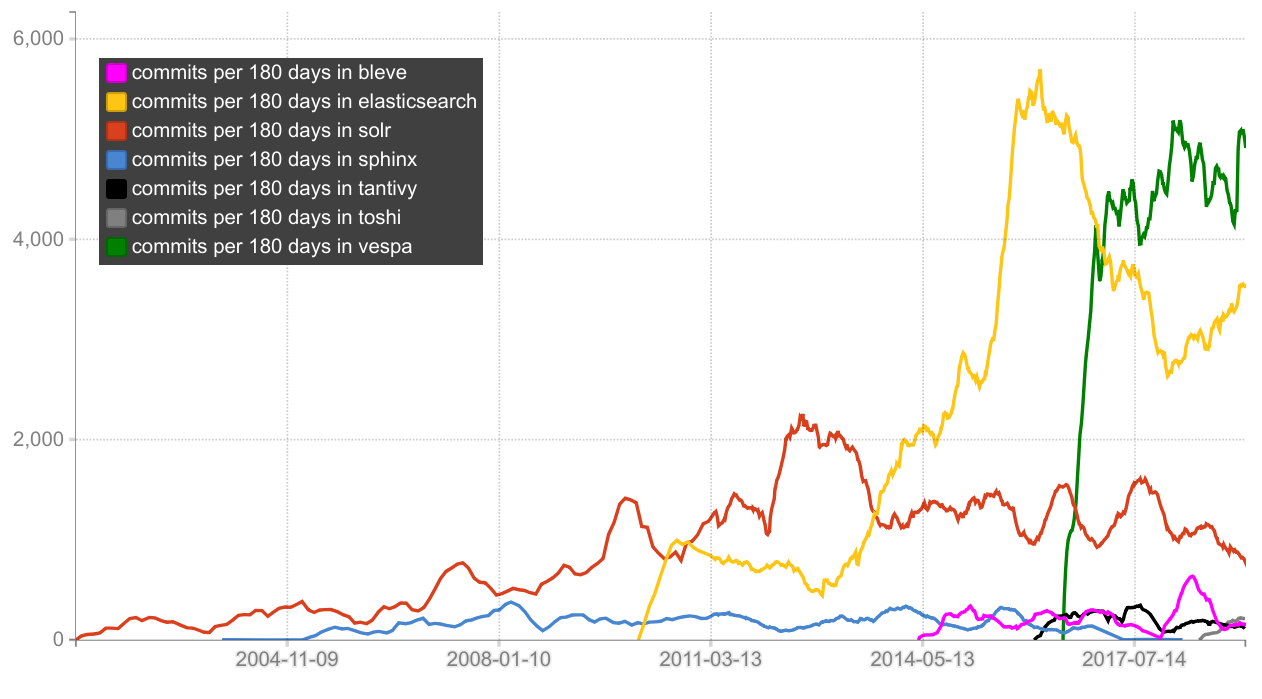 6,000
commits per 180 days in bleve
commits per 180 days in elasticsearch
commits per 180 days in solr
commits per 180 days in sphinx
commits per 180 days in tantivy
commits per 180 days in toshi
commits per 180 days in vespa
4,000
2,000
0
2004-11-09
2008-01-10
2011-03-13
2014-05-13
2017-07-14